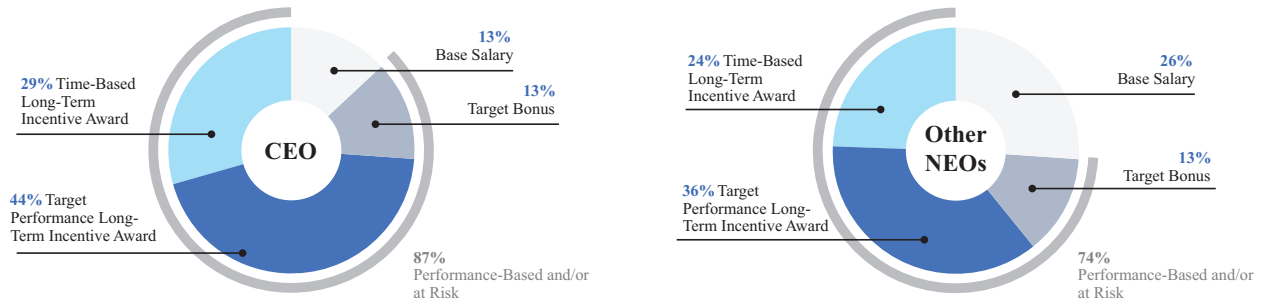 13%
Base Salary
29% Time-Based
Long-Term
Incentive Award
13%
Target Bonus
CEO
44% Target
Performance Long-
Term Incentive Award
87%
Performance-Based and/or
at Risk
24% Time-Based
Long-Term
Incentive Award
26%
Base Salary
Other
NEOs
13%
Target Bonus
36% Target
Performance Long-
Term Incentive Award
74%
Performance-Based and/or
at Risk